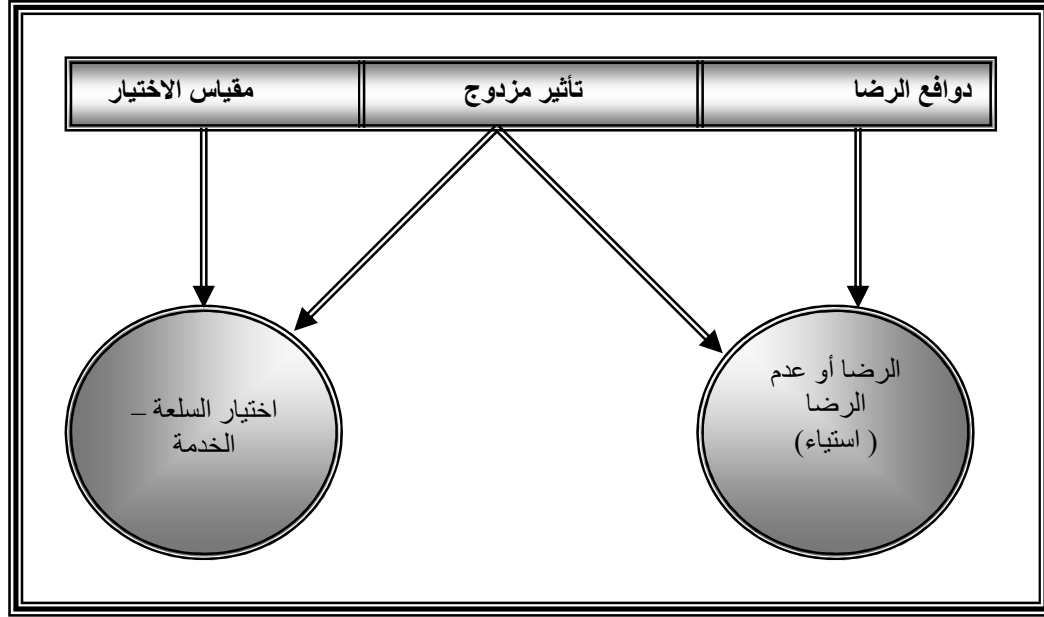 دوافع الرضا
تأثير مزدوج
مقياس الاختيار
الرضا أو عدم
الرضا
( استياء)
اختيار السلعة –
الخدمة